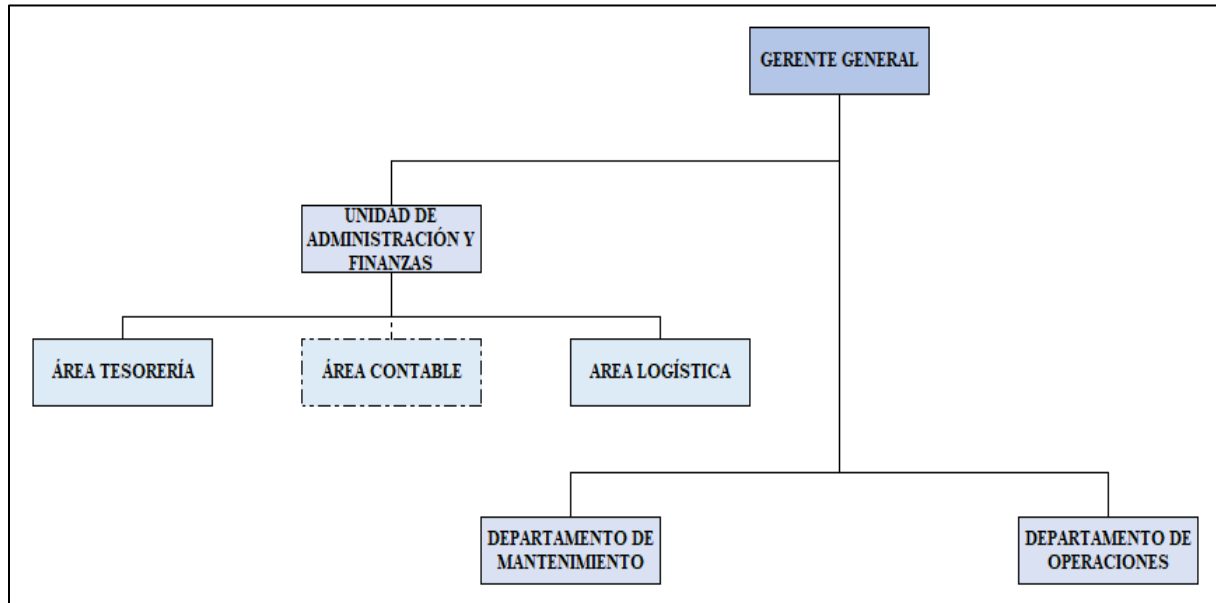 GERENTE GENERAL
UNIDAD DE
ADMINISTRACIÓN Y
FINANZAS
ÁREA TESORERÍA
ÁREA CONTABLE
AREA LOGÍSTICA
DEPARTAMENTO DE
MANTENIMIENTO
DEPARTAMENTO DE
OPERACIONES